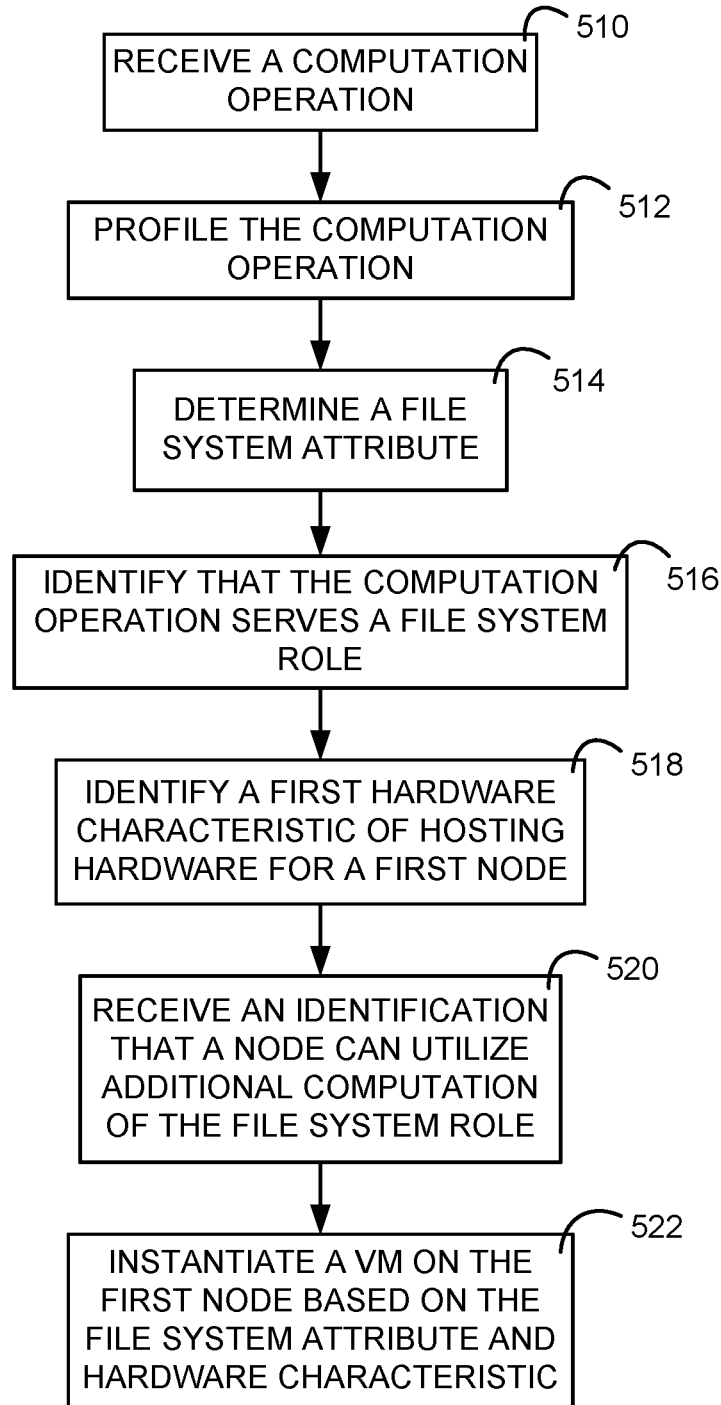 510
RECEIVE A COMPUTATION
OPERATION
512
PROFILE THE COMPUTATION
OPERATION
514
DETERMINE A FILE
SYSTEM ATTRIBUTE
516
IDENTIFY THAT THE COMPUTATION
OPERATION SERVES A FILE SYSTEM
ROLE
518
IDENTIFY A FIRST HARDWARE
CHARACTERISTIC OF HOSTING
HARDWARE FOR A FIRST NODE
520
RECEIVE AN IDENTIFICATION
THAT A NODE CAN UTILIZE
ADDITIONAL COMPUTATION
OF THE FILE SYSTEM ROLE
522
INSTANTIATE A VM ON THE
FIRST NODE BASED ON THE
FILE SYSTEM ATTRIBUTE AND
HARDWARE CHARACTERISTIC